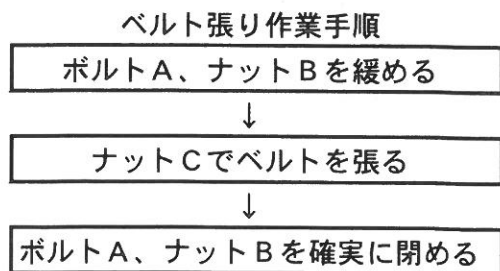 ベルト張り作業手順
ボルトA、ナットBを緩める
↓
ナットCでベルトを張る
↓
ボルトA、ナットBを確実に閉める